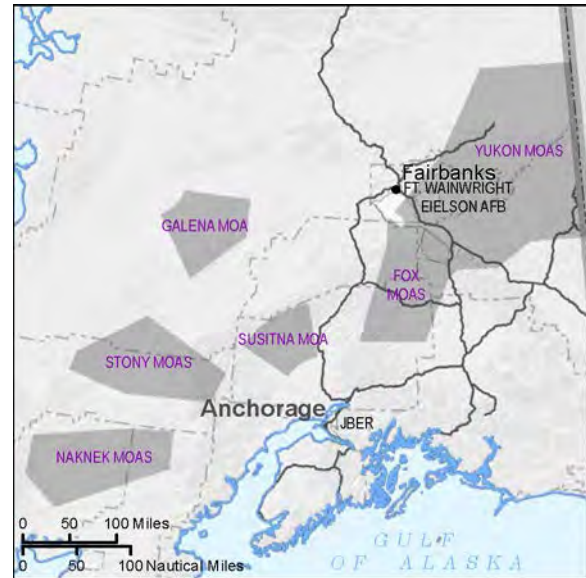 YUKON MOAS
Fairbanks
FT. WAINWRIGHT
EIELSON AFB
GALENA MOA
FOX
MOAS
SUSITNA MOA
STONY MOAS
Anchorage
JBER
NAKNEK MOAS
0 50 100 Miles
0 50 100 Nautical Miles
GULF
OF ALASKA